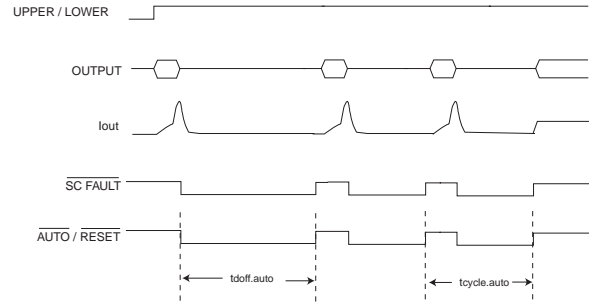 UPPER / LOWER
OUTPUT
Iout
SC FAULT
AUTO / RESET
tdoff.auto
tcycle.auto